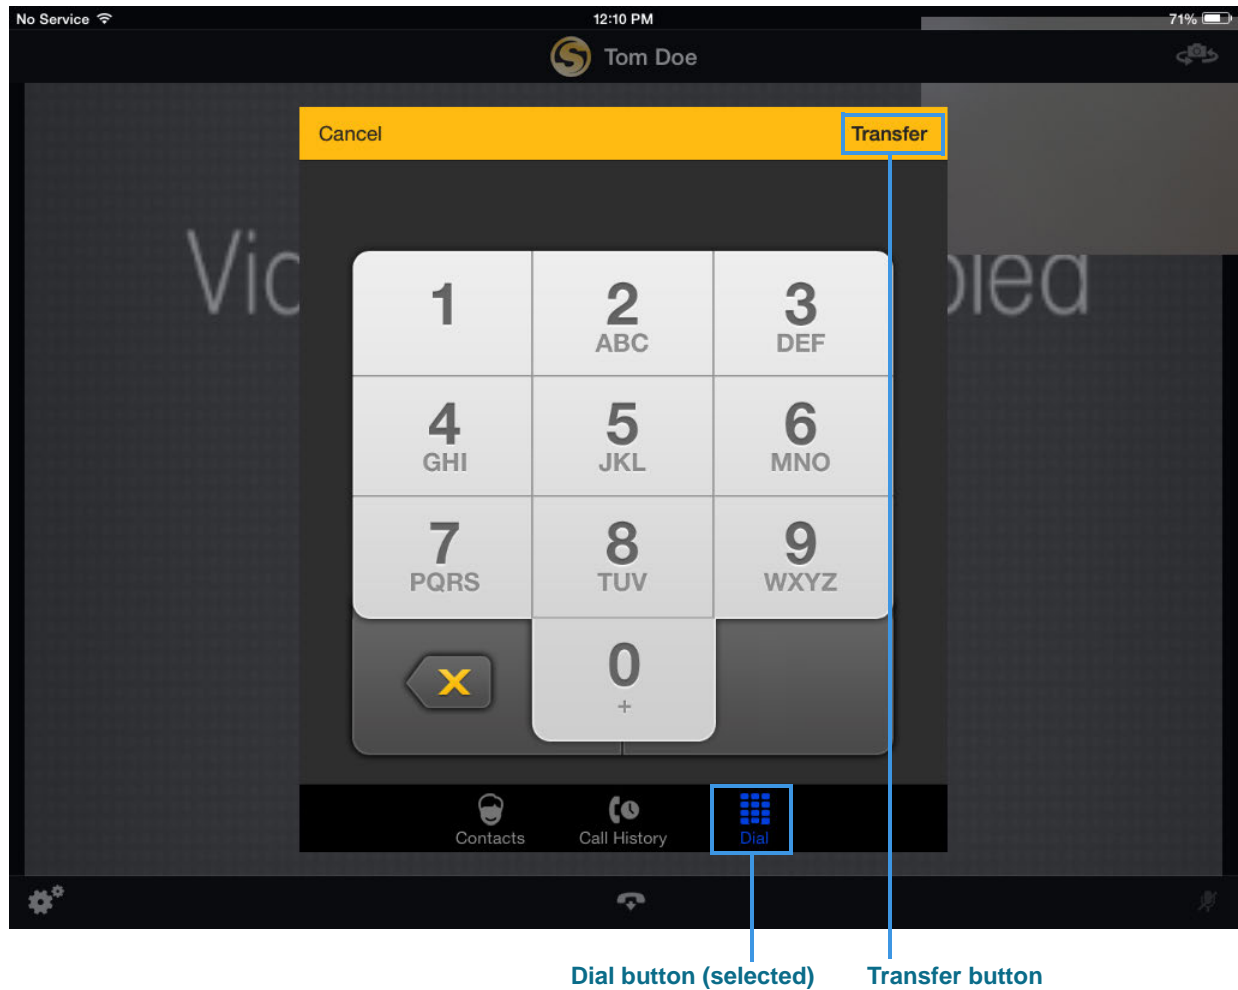 No Service 12:10 PM 71%
Tom Doe
Cancel Transfer
1 2 3
ABC DEF
4 5 6
GHI JKL MNO
7 8 9
PQRS TUV WXYZ
X 0
+
Contacts Call History Dial
Dial button (selected) Transfer button